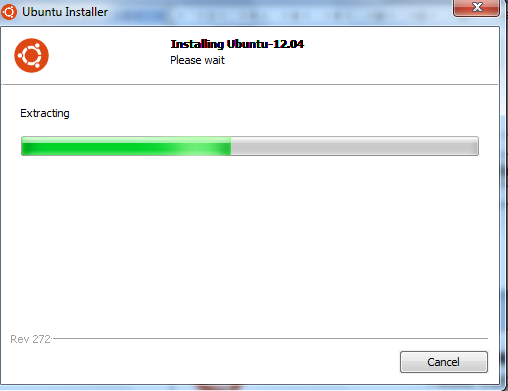 Ubuntu Installer
Installing Ubuntu-12.04
Please wait
Extracting
Rev 272
Cancel